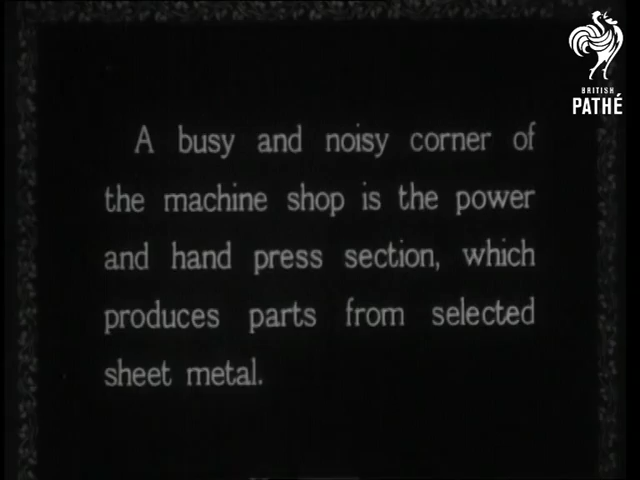 BRITISH
PATHÉ
A busy and noisy corner of
the machine shop is the power
and hand press section, which
produces parts from selected
sheet metal.